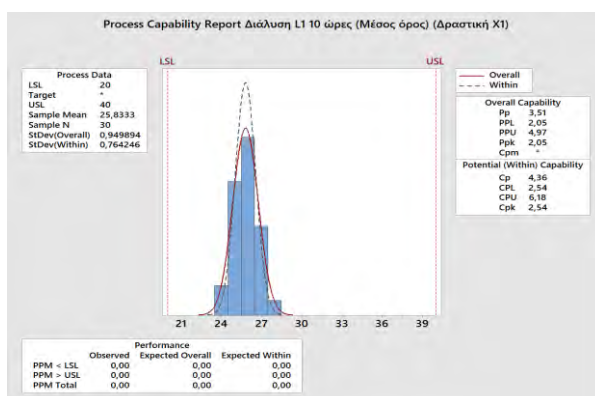 Process Capability Report Διάλυση L1 10 ώρες (Μέσος όρος) (Δραστική X1)
LSL USL
Process Data
LSL 20
Target *
USL 40
Sample Mean 25,8333
Sample N 30
StDev(Overall) 0,949894
StDev(Within) 0,764246
Overall
Within
Overall Capability
Pp 3,51
PPL 2,05
PPU 4,97
Ppk 2,05
Cpm *
Potential (Within) Capability
Cp 4,36
CPL 2,54
CPU 6,18
Cpk 2,54
21 24 27 30 33 36 39
Performance
Observed Expected Overall Expected Within
PPM < LSL 0,00 0,00 0,00
PPM > USL 0,00 0,00 0,00
PPM Total 0,00 0,00 0,00